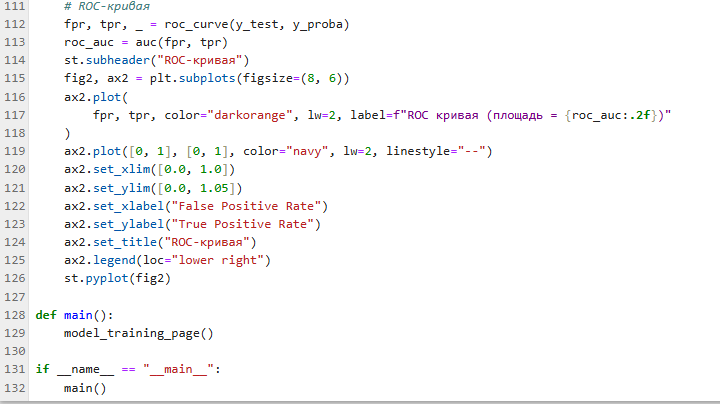 111     # ROC-кривая
112     fpr, tpr, _ = roc_curve(y_test, y_proba)
113     roc_auc = auc(fpr, tpr)
114     st.subheader("ROC-кривая")
115     fig2, ax2 = plt.subplots(figsize=(8, 6))
116     ax2.plot(
117         fpr, tpr, color="darkorange", lw=2, label=f"ROC кривая (площадь = {roc_auc:.2f})"
118     )
119     ax2.plot([0, 1], [0, 1], color="navy", lw=2, linestyle="--")
120     ax2.set_xlim([0.0, 1.0])
121     ax2.set_ylim([0.0, 1.05])
122     ax2.set_xlabel("False Positive Rate")
123     ax2.set_ylabel("True Positive Rate")
124     ax2.set_title("ROC-кривая")
125     ax2.legend(loc="lower right")
126     st.pyplot(fig2)
127
128 def main():
129     model_training_page()
130
131 if __name__ == "__main__":
132     main()